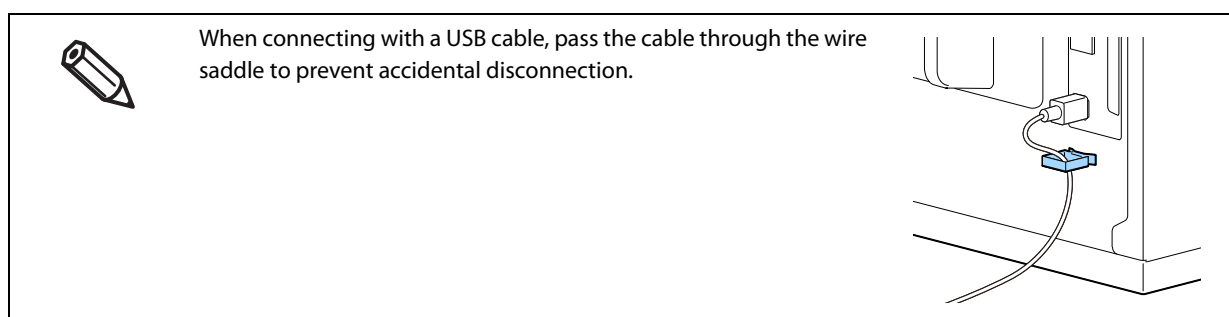 When connecting with a USB cable, pass the cable through the wire
saddle to prevent accidental disconnection.